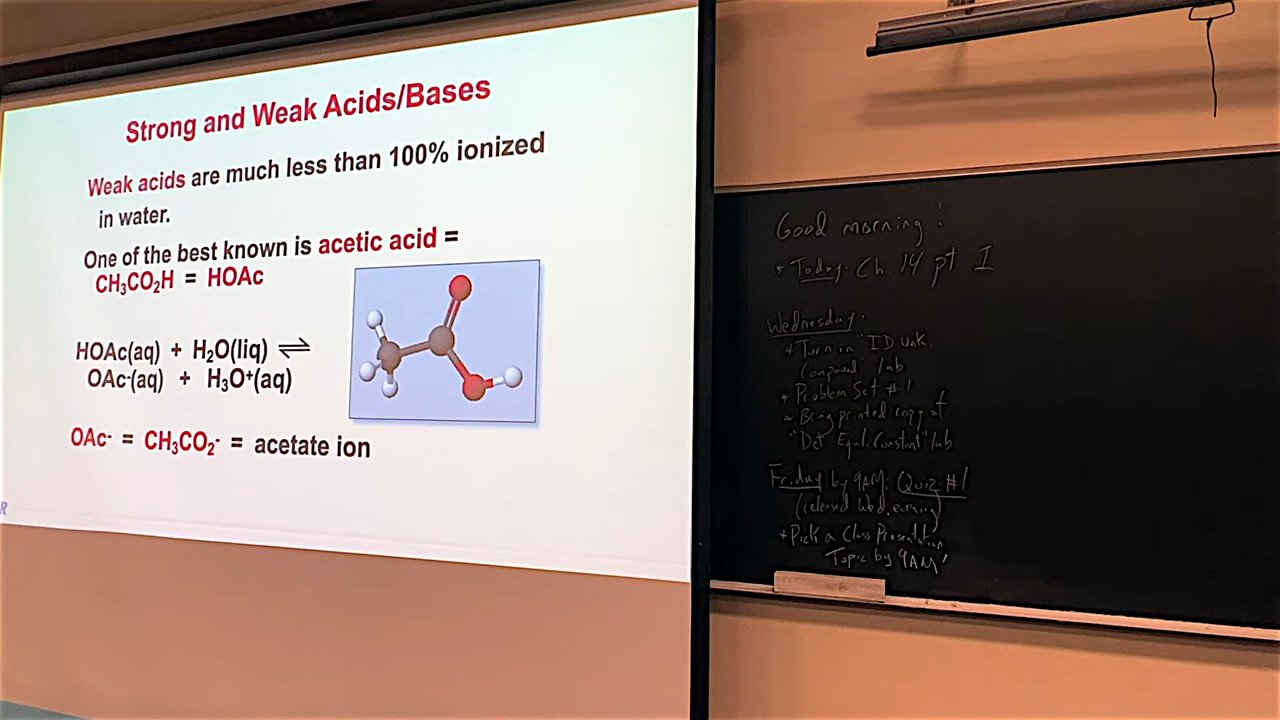 Strong and Weak Acids/Bases
Weak acids are much less than 100% ionized
in water.
One of the best known is acetic acid =
CH₃CO₂H = HOAc
HOAc(aq) + H₂O(liq) ⇌
OAc⁻(aq) + H₃O⁺(aq)
OAc⁻ = CH₃CO₂⁻ = acetate ion
R
Good morning!
* Today: Ch. 14 pt I
Wednesday:
* Turn in "ID unk
compound" lab
* Problem Set #1
* Bring printed copy of
"Det Equil. Constant" lab
Friday by 9AM: Quiz #1
(released Wed. evening)
* Pick a Class Presentation
Topic by 9AM!